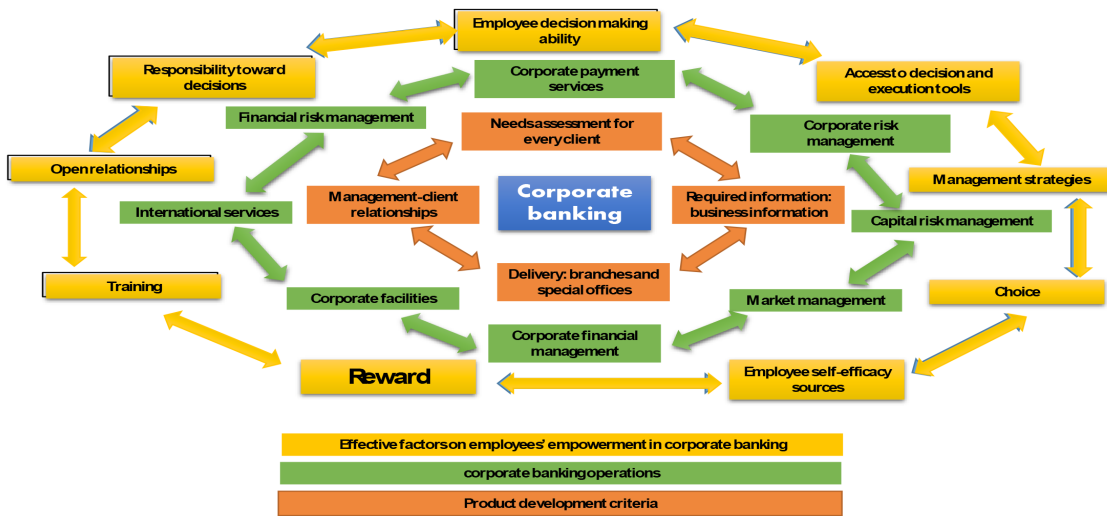 Employee decision making
ability
Responsibility toward
decisions
Corporate payment
services
Access to decision and
execution tools
Financial risk management
Needs assessment for
every client
Corporate risk
management
Open relationships
Management strategies
Management-client
relationships
Corporate
banking
Required information:
business information
International services
Capital risk management
Training
Delivery: branches and
special offices
Corporate facilities
Market management
Choice
Corporate financial
management
Reward
Employee self-efficacy
sources
Effective factors on employees' empowerment in corporate banking
corporate banking operations
Product development criteria